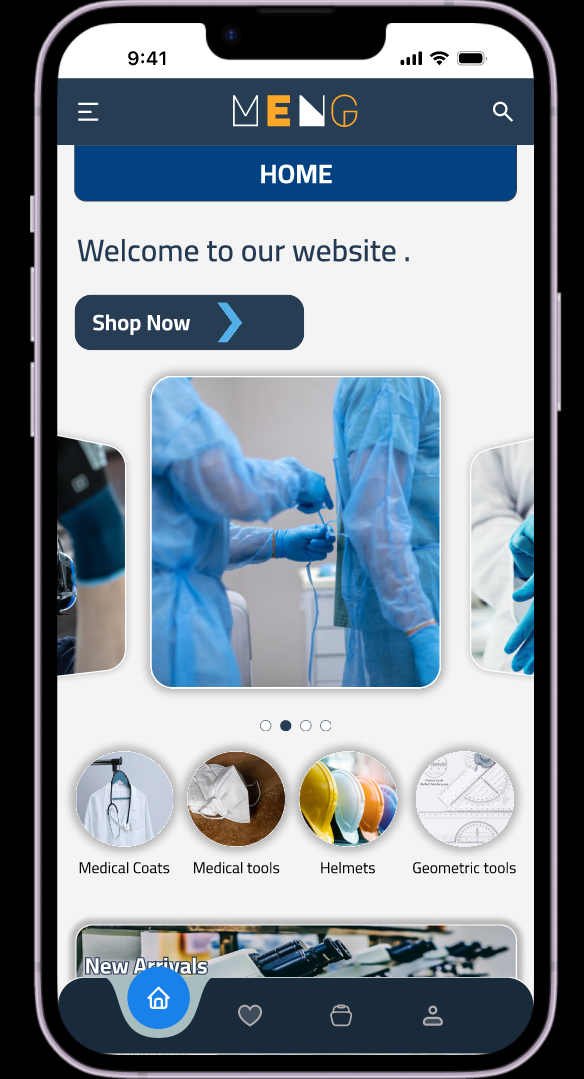 9:41
MENG
HOME
Welcome to our website .
Shop Now
Medical Coats
Medical tools
Helmets
Geometric tools
New Arrivals